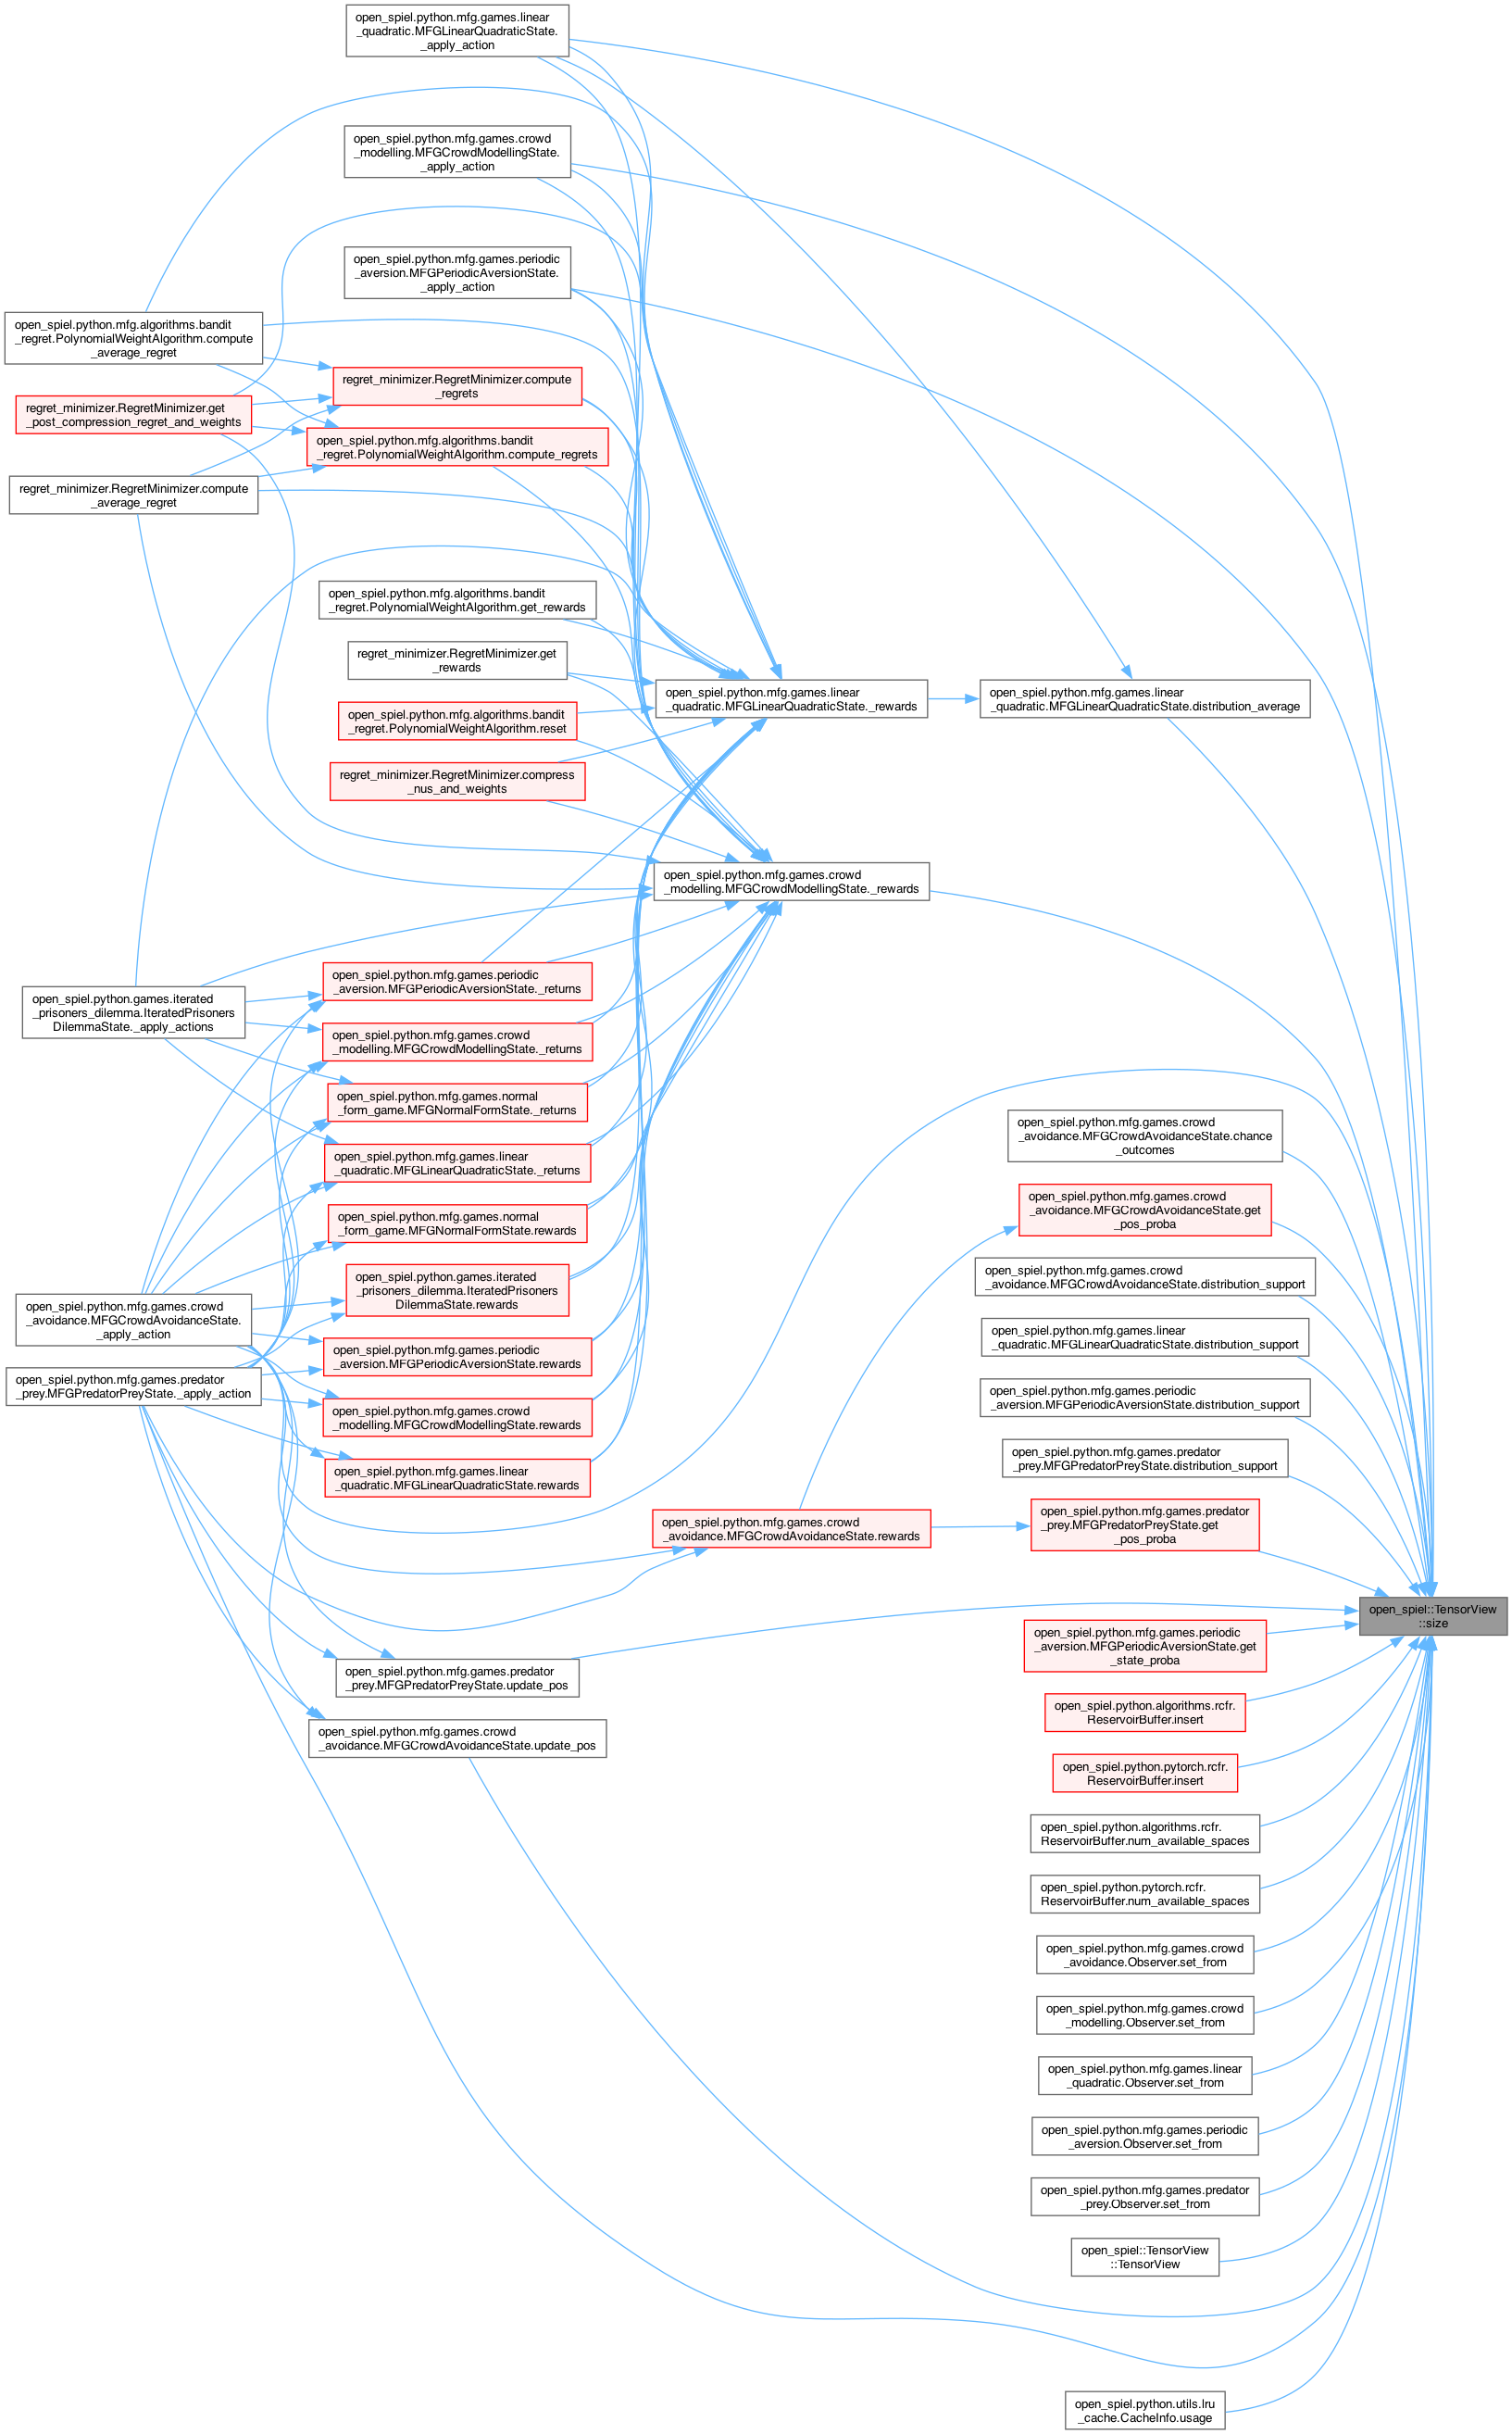 open_spiel.python.mfg.games.linear
_quadratic.MFGLinearQuadraticState.
_apply_action
open_spiel.python.mfg.games.crowd
_modelling.MFGCrowdModellingState.
_apply_action
open_spiel.python.mfg.games.periodic
_aversion.MFGPeriodicAversionState.
_apply_action
open_spiel.python.mfg.algorithms.bandit
_regret.PolynomialWeightAlgorithm.compute
_average_regret
regret_minimizer.RegretMinimizer.compute
_regrets
regret_minimizer.RegretMinimizer.get
_post_compression_regret_and_weights
open_spiel.python.mfg.algorithms.bandit
_regret.PolynomialWeightAlgorithm.compute_regrets
regret_minimizer.RegretMinimizer.compute
_average_regret
open_spiel.python.mfg.algorithms.bandit
_regret.PolynomialWeightAlgorithm.get_rewards
regret_minimizer.RegretMinimizer.get
_rewards
open_spiel.python.mfg.games.linear
_quadratic.MFGLinearQuadraticState._rewards
open_spiel.python.mfg.games.linear
_quadratic.MFGLinearQuadraticState.distribution_average
open_spiel.python.mfg.algorithms.bandit
_regret.PolynomialWeightAlgorithm.reset
regret_minimizer.RegretMinimizer.compress
_nus_and_weights
open_spiel.python.mfg.games.crowd
_modelling.MFGCrowdModellingState._rewards
open_spiel.python.mfg.games.periodic
_aversion.MFGPeriodicAversionState._returns
open_spiel.python.games.iterated
_prisoners_dilemma.IteratedPrisoners
DilemmaState._apply_actions
open_spiel.python.mfg.games.crowd
_modelling.MFGCrowdModellingState._returns
open_spiel.python.mfg.games.normal
_form_game.MFGNormalFormState._returns
open_spiel.python.mfg.games.crowd
_avoidance.MFGCrowdAvoidanceState.chance
_outcomes
open_spiel.python.mfg.games.linear
_quadratic.MFGLinearQuadraticState._returns
open_spiel.python.mfg.games.crowd
_avoidance.MFGCrowdAvoidanceState.get
_pos_proba
open_spiel.python.mfg.games.normal
_form_game.MFGNormalFormState.rewards
open_spiel.python.mfg.games.crowd
_avoidance.MFGCrowdAvoidanceState.distribution_support
open_spiel.python.games.iterated
_prisoners_dilemma.IteratedPrisoners
DilemmaState.rewards
open_spiel.python.mfg.games.crowd
_avoidance.MFGCrowdAvoidanceState.
_apply_action
open_spiel.python.mfg.games.linear
_quadratic.MFGLinearQuadraticState.distribution_support
open_spiel.python.mfg.games.periodic
_aversion.MFGPeriodicAversionState.rewards
open_spiel.python.mfg.games.predator
_prey.MFGPredatorPreyState._apply_action
open_spiel.python.mfg.games.periodic
_aversion.MFGPeriodicAversionState.distribution_support
open_spiel.python.mfg.games.crowd
_modelling.MFGCrowdModellingState.rewards
open_spiel.python.mfg.games.predator
_prey.MFGPredatorPreyState.distribution_support
open_spiel.python.mfg.games.linear
_quadratic.MFGLinearQuadraticState.rewards
open_spiel.python.mfg.games.crowd
_avoidance.MFGCrowdAvoidanceState.rewards
open_spiel.python.mfg.games.predator
_prey.MFGPredatorPreyState.get
_pos_proba
open_spiel::TensorView
::size
open_spiel.python.mfg.games.periodic
_aversion.MFGPeriodicAversionState.get
_state_proba
open_spiel.python.mfg.games.predator
_prey.MFGPredatorPreyState.update_pos
open_spiel.python.algorithms.rcfr.
ReservoirBuffer.insert
open_spiel.python.mfg.games.crowd
_avoidance.MFGCrowdAvoidanceState.update_pos
open_spiel.python.pytorch.rcfr.
ReservoirBuffer.insert
open_spiel.python.algorithms.rcfr.
ReservoirBuffer.num_available_spaces
open_spiel.python.pytorch.rcfr.
ReservoirBuffer.num_available_spaces
open_spiel.python.mfg.games.crowd
_avoidance.Observer.set_from
open_spiel.python.mfg.games.crowd
_modelling.Observer.set_from
open_spiel.python.mfg.games.linear
_quadratic.Observer.set_from
open_spiel.python.mfg.games.periodic
_aversion.Observer.set_from
open_spiel.python.mfg.games.predator
_prey.Observer.set_from
open_spiel::TensorView
::TensorView
open_spiel.python.utils.lru
_cache.CacheInfo.usage